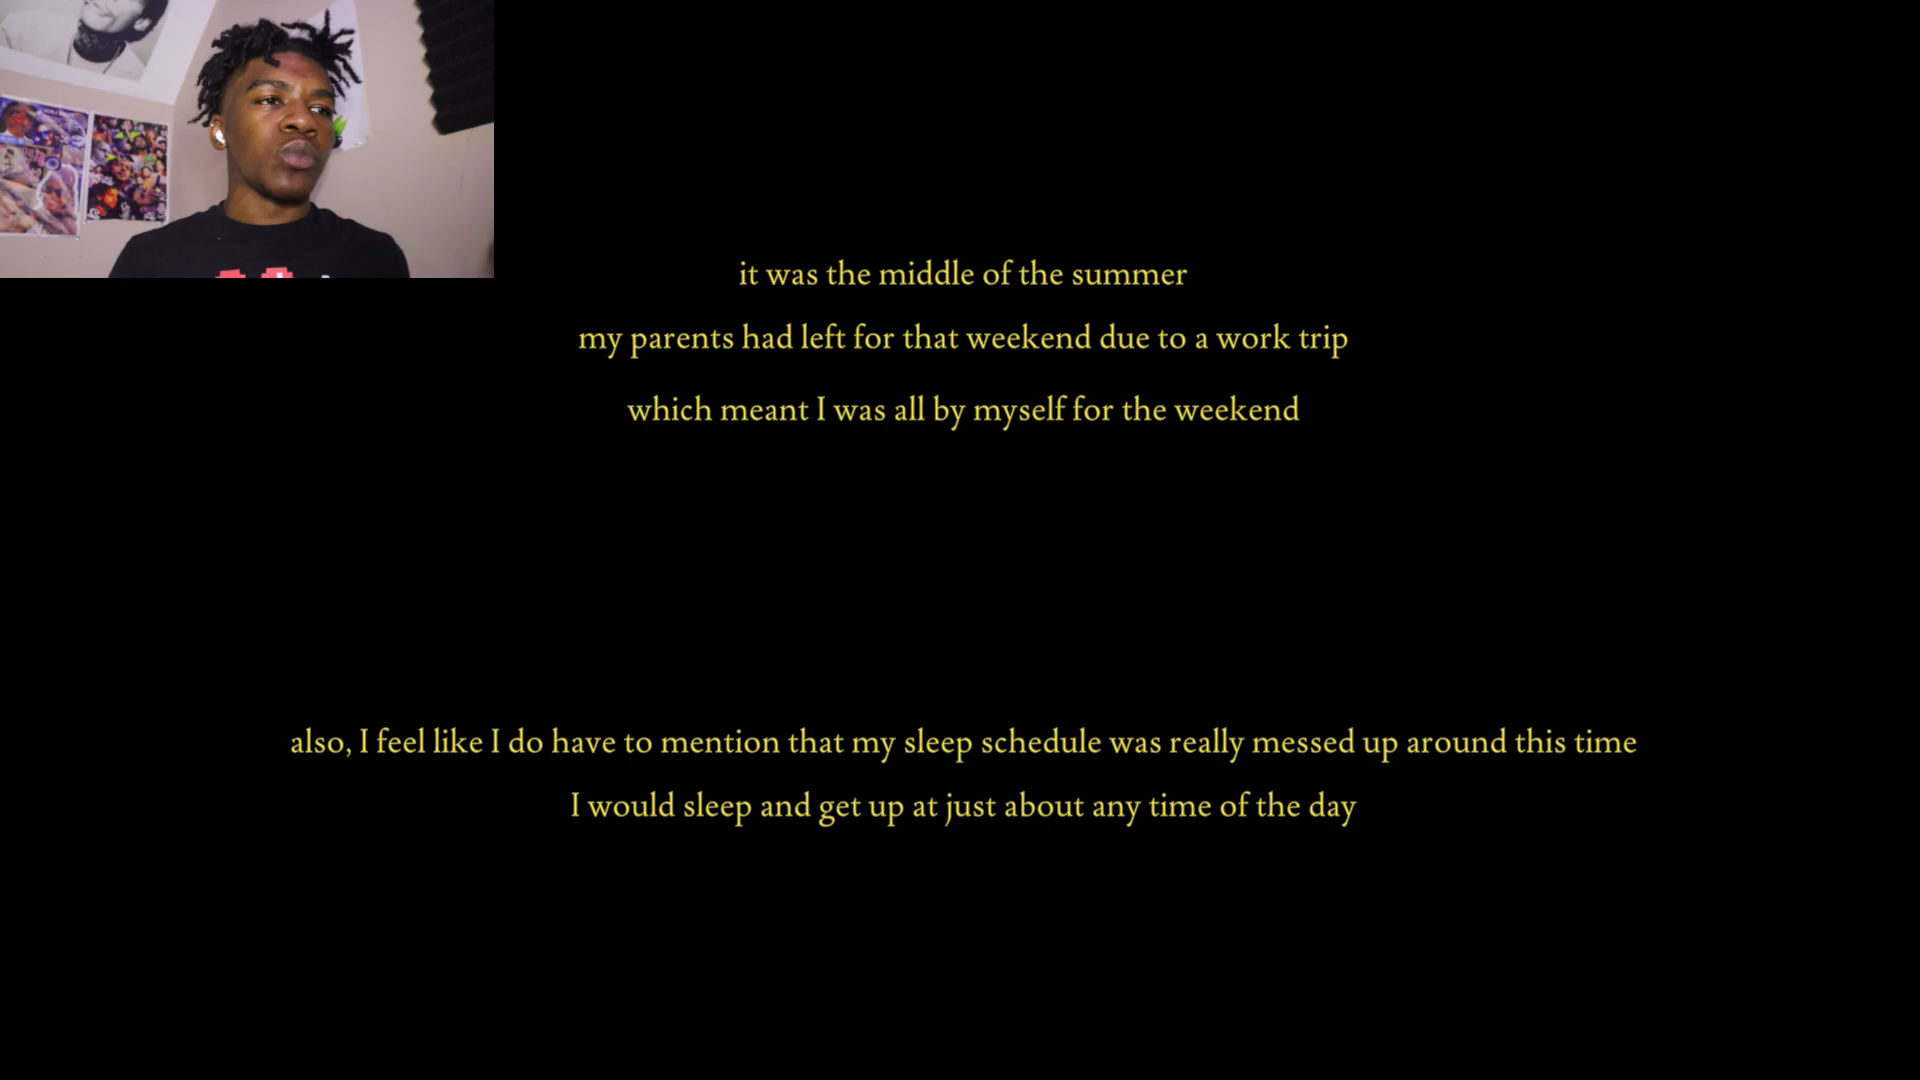 it was the middle of the summer
my parents had left for that weekend due to a work trip
which meant I was all by myself for the weekend
also, I feel like I do have to mention that my sleep schedule was really messed up around this time
I would sleep and get up at just about any time of the day